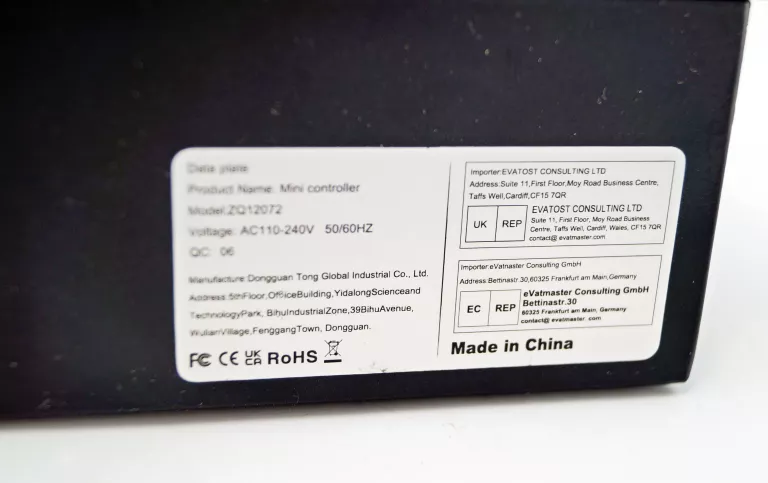 Data plate
Product Name: Mini controller
Model:ZQ12072
Voltage: AC110-240V 50/60HZ
QC: 06
Manufacture:Dongguan Tong Global Industrial Co., Ltd.
Address:5thFloor,OfficeBuilding,YidalongScienceand
TechnologyPark, BihuIndustrialZone,39BihuAvenue,
WulianVillage,FenggangTown, Dongguan.
FC CE UK CA RoHS
Importer:EVATOST CONSULTING LTD
Address:Suite 11,First Floor,Moy Road Business Centre,
Taffs Well,Cardiff,CF15 7QR
UK REP
EVATOST CONSULTING LTD
Suite 11, First Floor, Moy Road Business
Centre, Taffs Well, Cardiff, Wales, CF15 7QR
contact@ evatmaster.com
Importer:eVatmaster Consulting GmbH
Address:Bettinastr.30,60325 Frankfurt am Main,Germany
EC REP
eVatmaster Consulting GmbH
Bettinastr.30
60325 Frankfurt am Main, Germany
contact@ evatmaster. com
Made in China